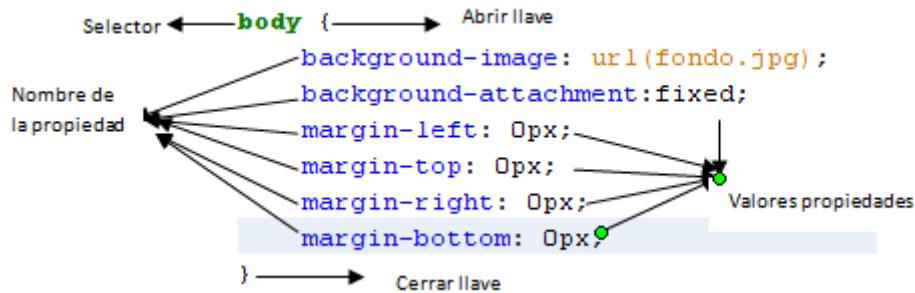 Selector body { Abrir llave
background-image: url(fondo.jpg);
Nombre de
la propiedad
background-attachment:fixed;
margin-left: 0px;
margin-top: 0px;
margin-right: 0px;
Valores propiedades
margin-bottom: 0px;
} Cerrar llave